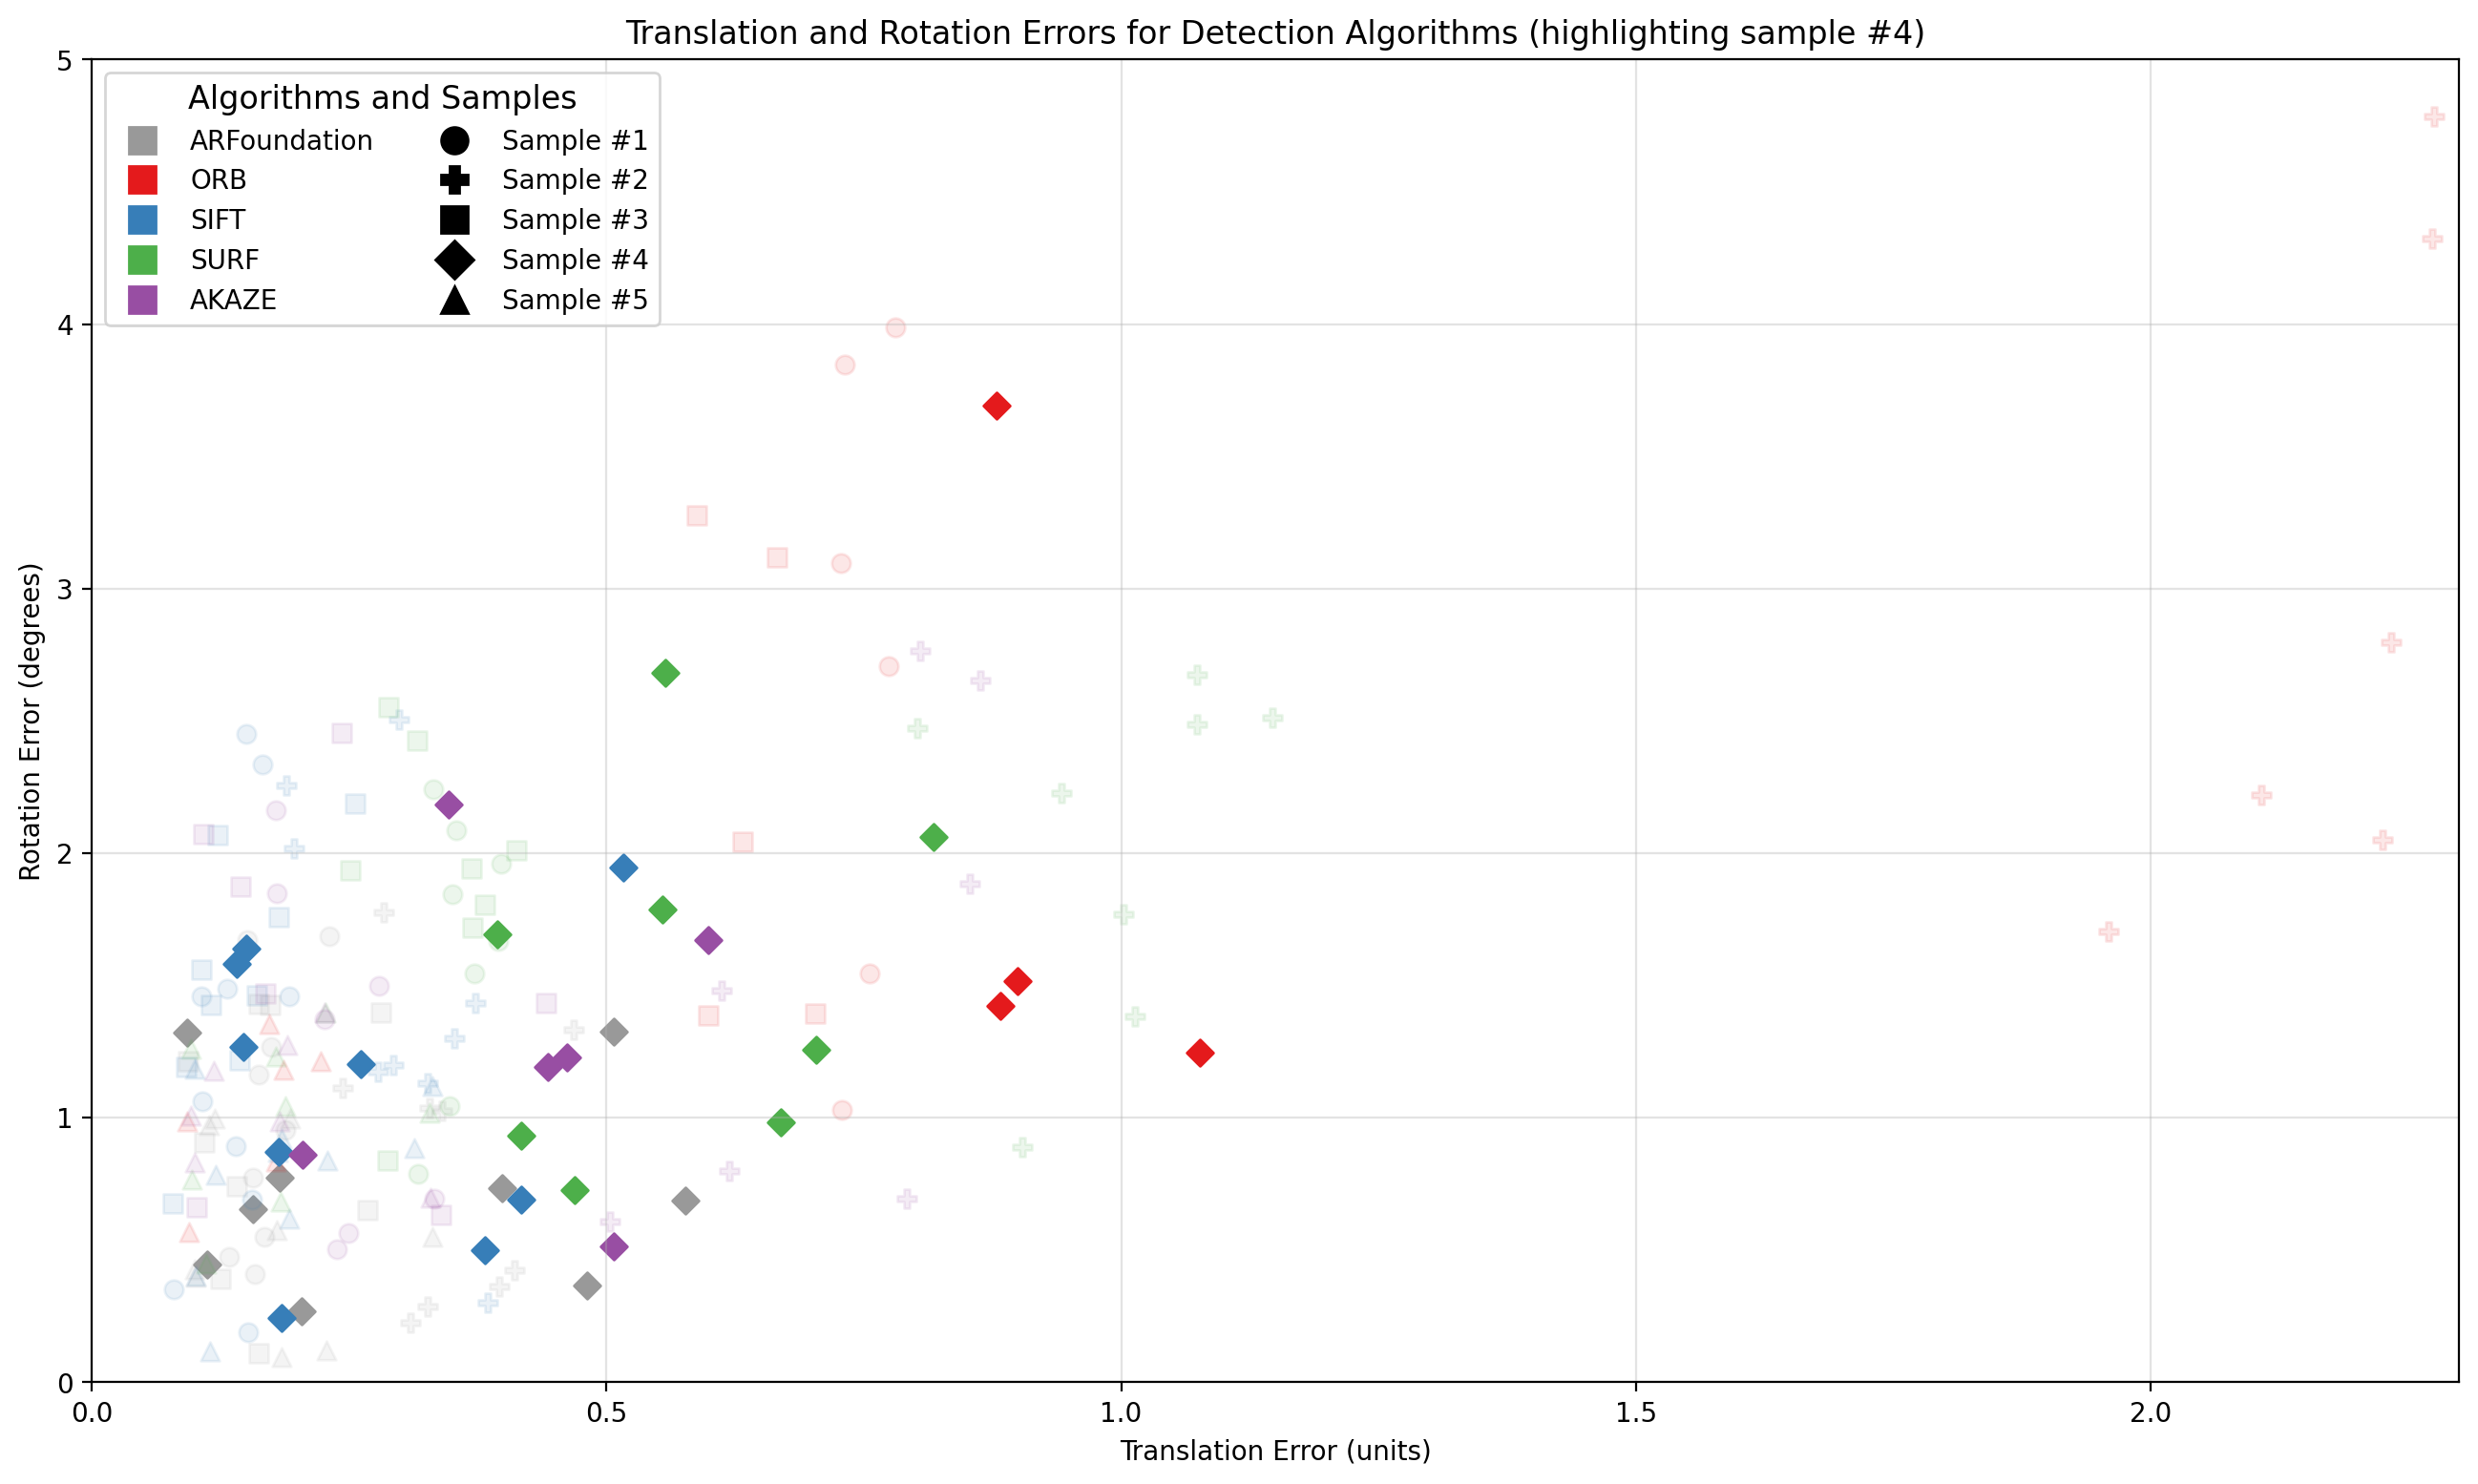 Translation and Rotation Errors for Detection Algorithms (highlighting sample #4)
Algorithms and Samples
ARFoundation
ORB
SIFT
SURF
AKAZE
Sample #1
Sample #2
Sample #3
Sample #4
Sample #5
Rotation Error (degrees)
5
4
3
2
1
0
0.0 0.5 1.0 1.5 2.0
Translation Error (units)